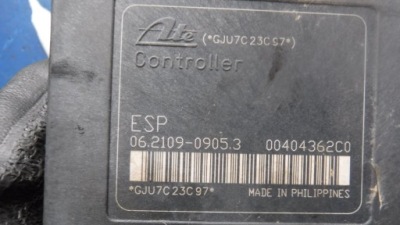 Ate (*GJU7C23C97*)
Controller
ESP
06.2109-0905.3 00404362C0
*GJU7C23C97* MADE IN PHILIPPINES